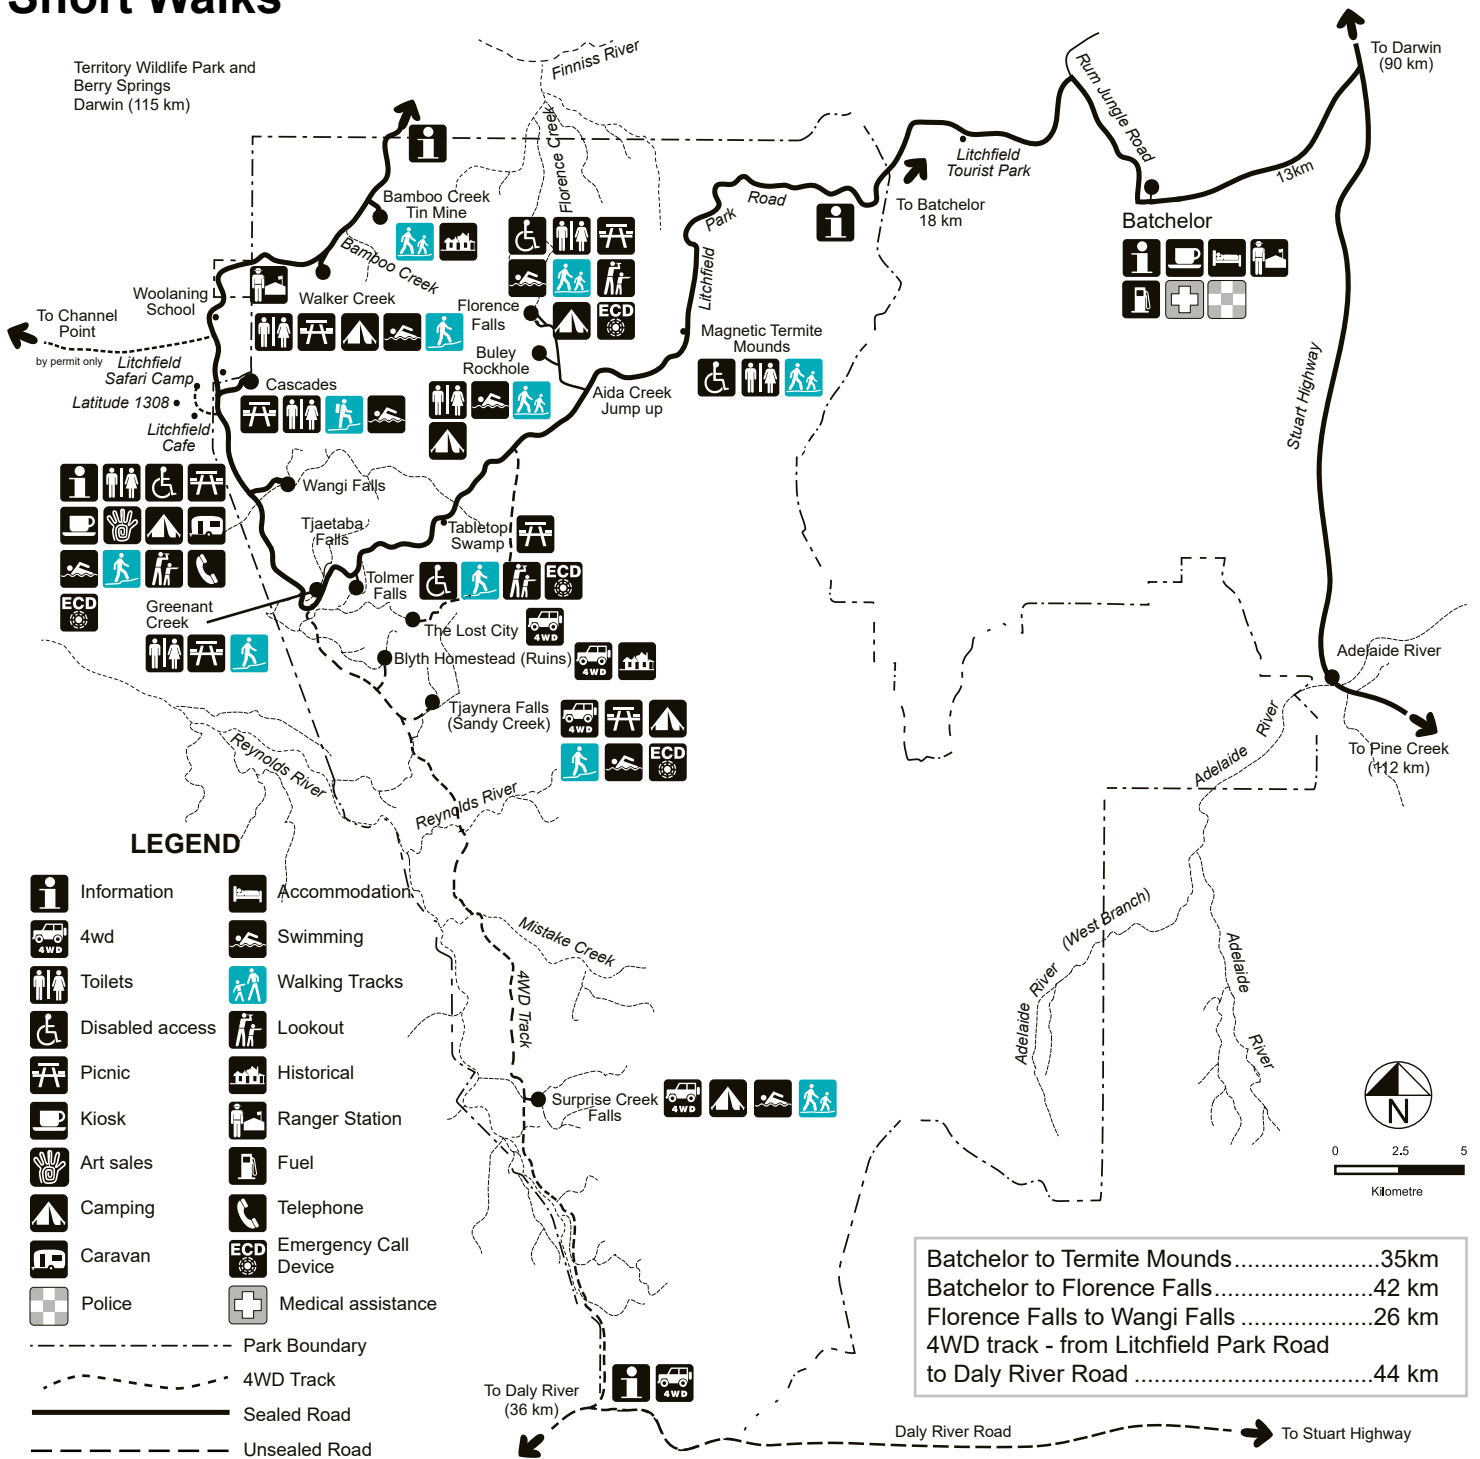 Short Walks
Territory Wildlife Park and
Berry Springs
Darwin (115 km)
Finniss River
Florence Creek
Rum Jungle Road
To Darwin
(90 km)
Litchfield
Tourist Park
13km
Bamboo Creek
Tin Mine
Bamboo Creek
Park
Road
Litchfield
To Batchelor
18 km
Batchelor
Woolaning
School
Walker Creek
To Channel
Point
by permit only
Litchfield
Safari Camp
Latitude 1308
Litchfield
Cafe
Cascades
Florence
Falls
ECD
Buley
Rockhole
Aida Creek
Jump up
Magnetic Termite
Mounds
Stuart Highway
Wangi Falls
Tjaetaba
Falls
Tabletop
Swamp
Tolmer
Falls
ECD
ECD
Greenant
Creek
The Lost City
4WD
Blyth Homestead (Ruins)
4WD
Tjaynera Falls
(Sandy Creek)
4WD
ECD
Adelaide River
Adelaide
River
To Pine Creek
(112 km)
Reynolds River
Reynolds River
Mistake Creek
4WD Track
(West Branch)
River
Adelaide
Adelaide
River
Surprise Creek
Falls
4WD
LEGEND
Information
Accommodation
4WD
4wd
Swimming
Toilets
Walking Tracks
Disabled access
Lookout
Picnic
Historical
Kiosk
Ranger Station
Art sales
Fuel
Camping
Telephone
Caravan
ECD
Emergency Call
Device
Police
Medical assistance
Park Boundary
4WD Track
Sealed Road
Unsealed Road
N
0 2.5 5
Kilometre
Batchelor to Termite Mounds.....................35km
Batchelor to Florence Falls.......................42 km
Florence Falls to Wangi Falls ...................26 km
4WD track - from Litchfield Park Road
to Daly River Road ..................................44 km
4WD
To Daly River
(36 km)
Daly River Road
To Stuart Highway